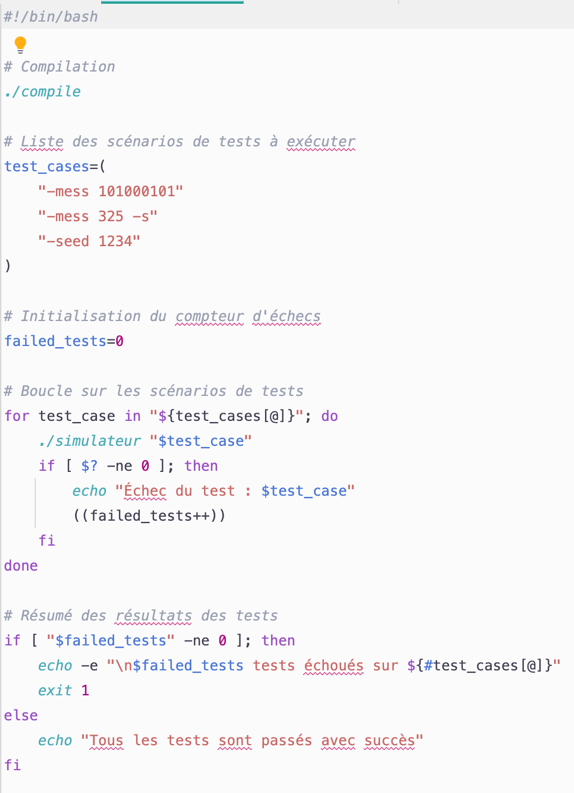 #!/bin/bash
# Compilation
./compile
# Liste des scénarios de tests à exécuter
test_cases=(
    "-mess 101000101"
    "-mess 325 -s"
    "-seed 1234"
)
# Initialisation du compteur d'échecs
failed_tests=0
# Boucle sur les scénarios de tests
for test_case in "${test_cases[@]}"; do
    ./simulateur "$test_case"
    if [ $? -ne 0 ]; then
        echo "Échec du test : $test_case"
        ((failed_tests++))
    fi
done
# Résumé des résultats des tests
if [ "$failed_tests" -ne 0 ]; then
    echo -e "\n$failed_tests tests échoués sur ${#test_cases[@]}"
    exit 1
else
    echo "Tous les tests sont passés avec succès"
fi